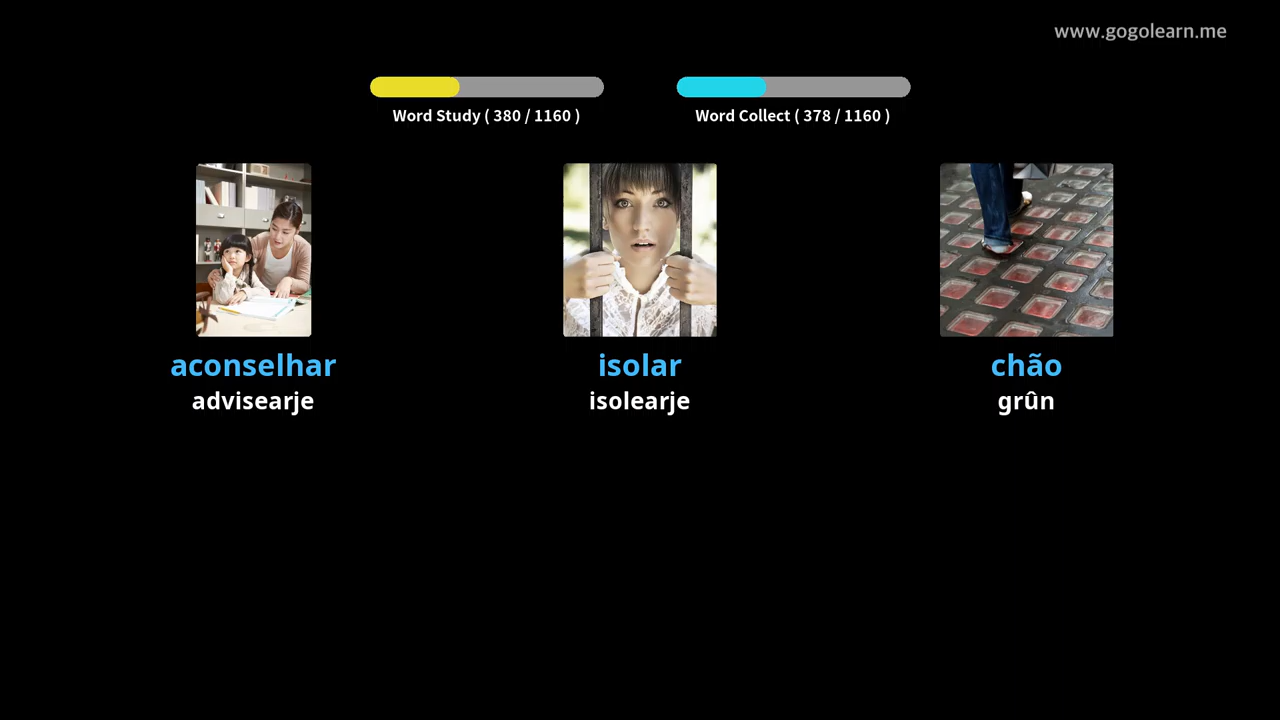 www.gogolearn.me
Word Study ( 380 / 1160 )
Word Collect ( 378 / 1160 )
aconselhar
advisearje
isolar
isolearje
chão
grûn